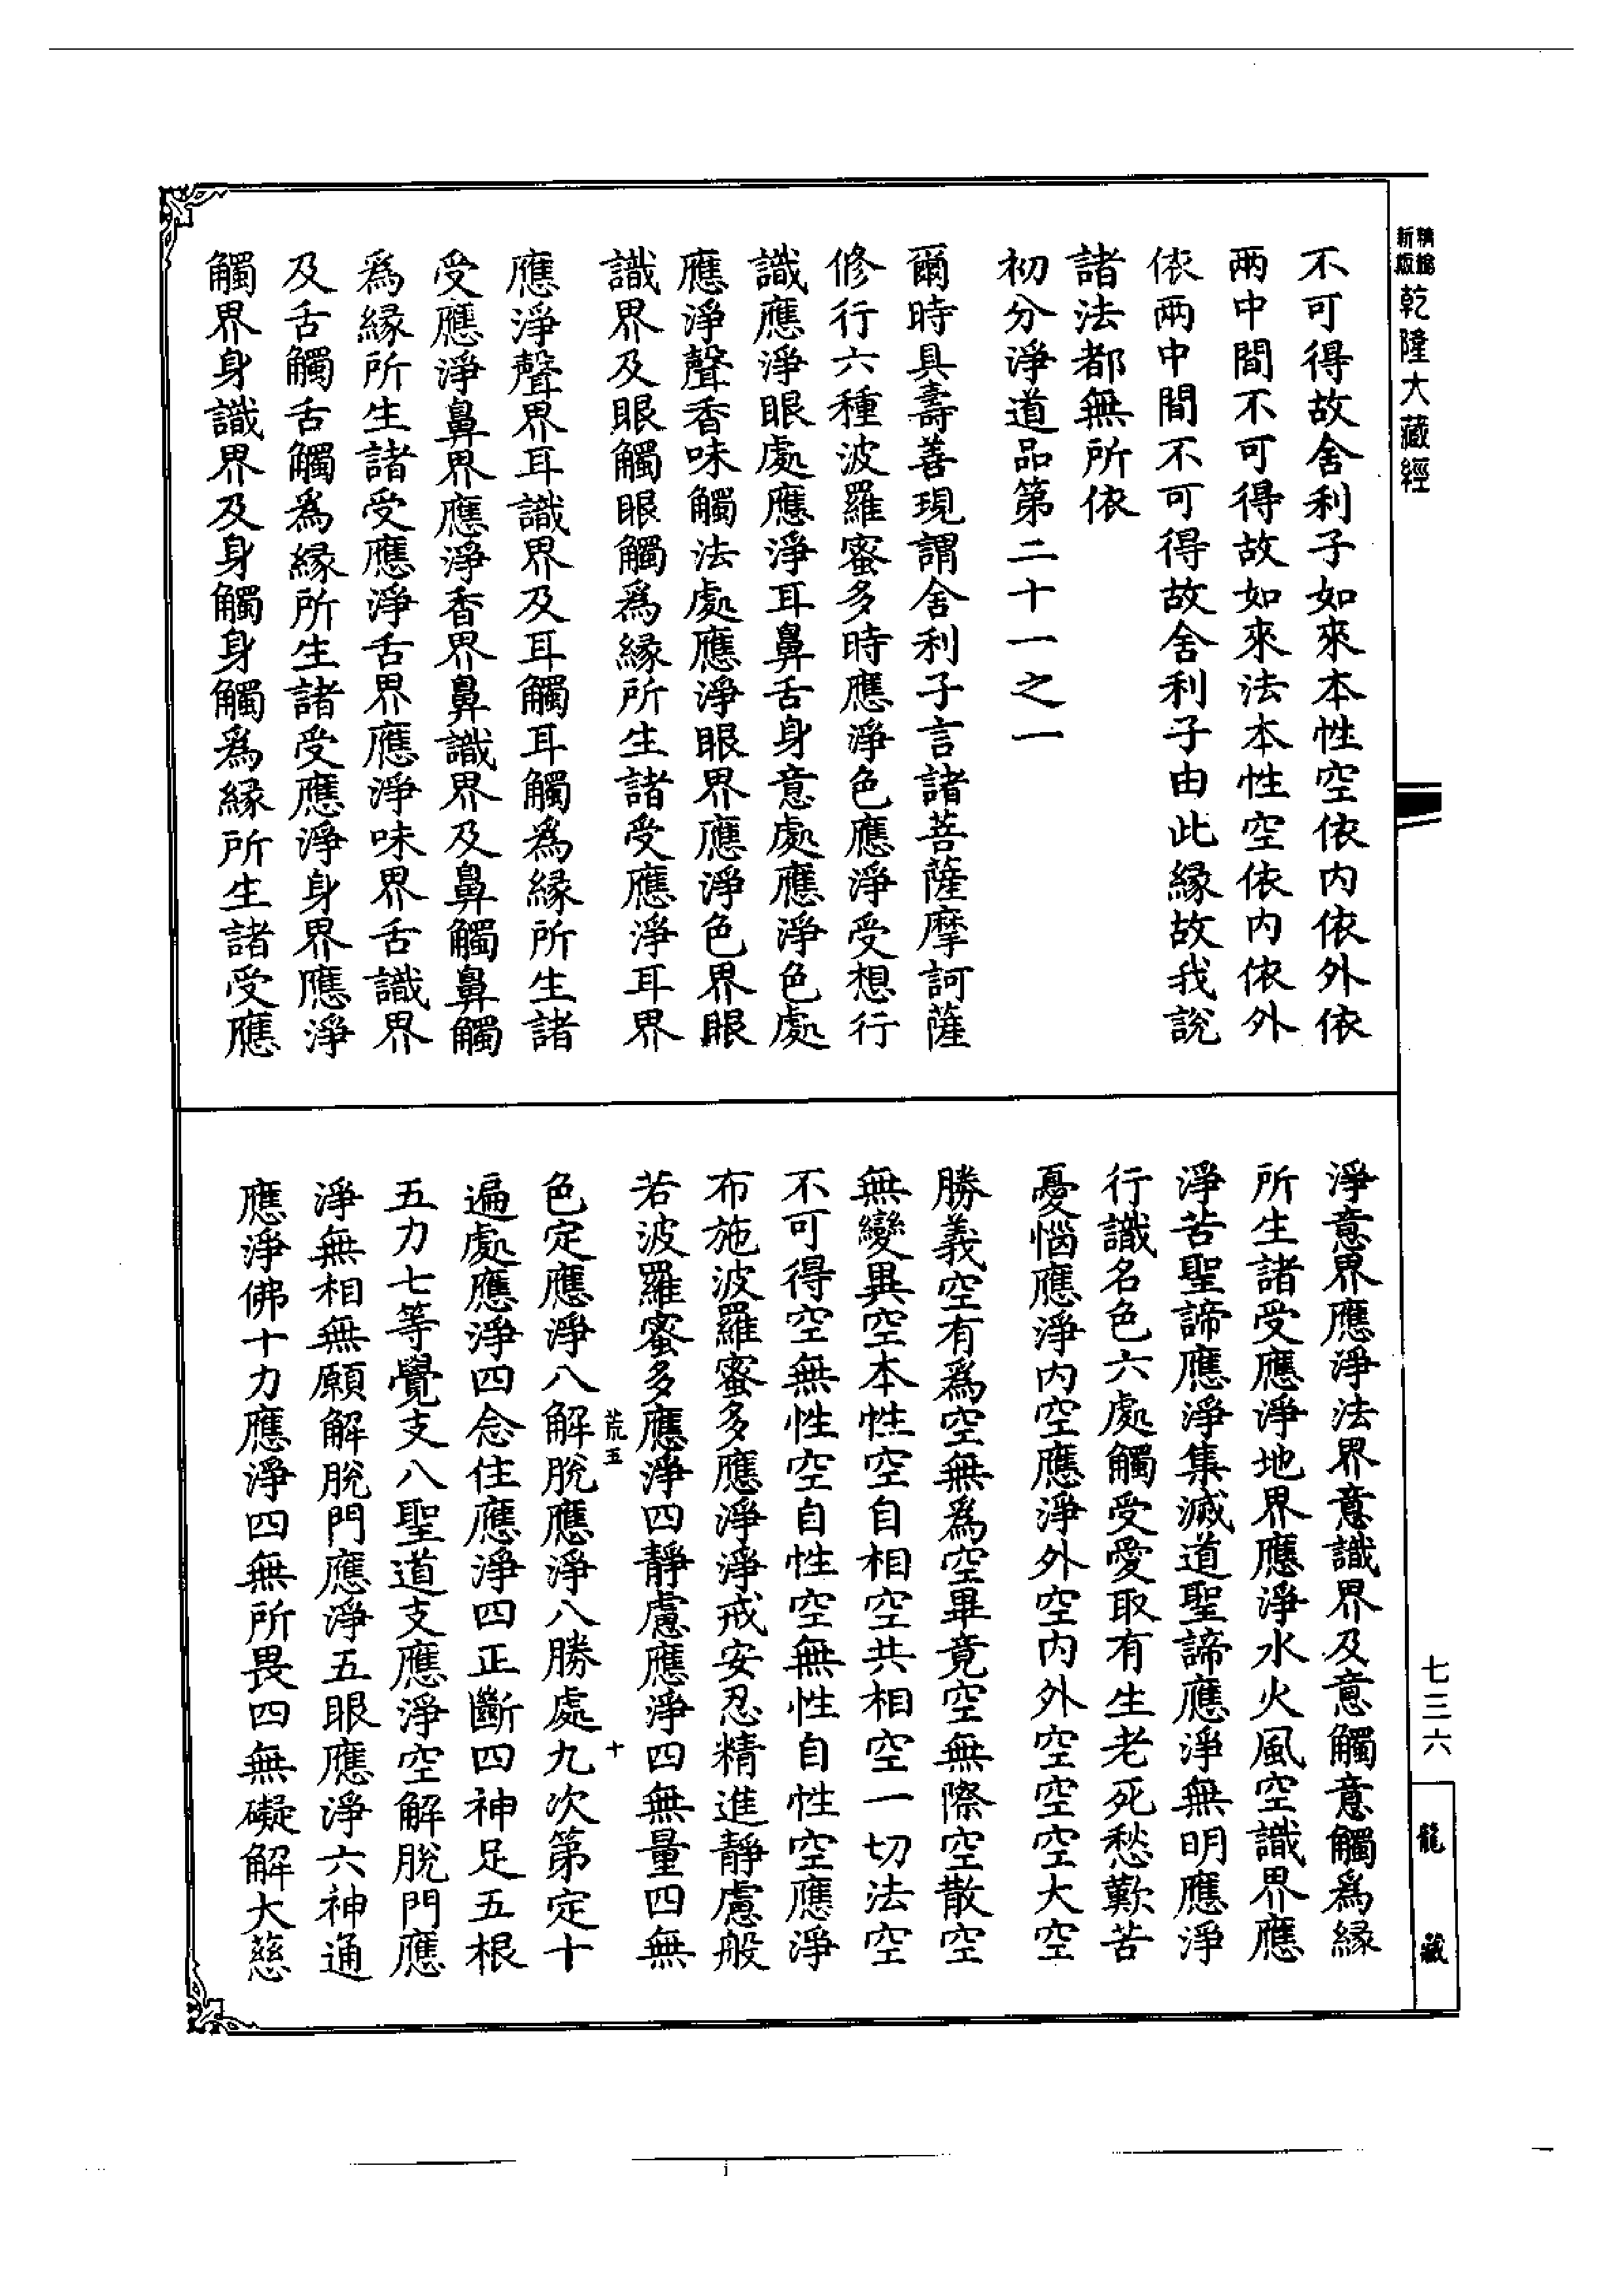 精縮
新版
乾隆大藏經
不可得故舍利子如來本性空依内依外依
兩中間不可得故如來法本性空依内依外
依兩中間不可得故舍利子由此緣故我説
諸法都無所依
初分淨道品第二十一之一
爾時具壽善現謂舍利子言諸菩薩摩訶薩
修行六種波羅蜜多時應淨色應淨受想行
識應淨眼處應淨耳鼻舌身意處應淨色處
應淨聲香味觸法處應淨眼界應淨色界眼
識界及眼觸眼觸爲緣所生諸受應淨耳界
應淨聲界耳識界及耳觸耳觸爲緣所生諸
受應淨鼻界應淨香界鼻識界及鼻觸鼻觸
爲緣所生諸受應淨舌界應淨味界舌識界
及舌觸舌觸爲緣所生諸受應淨身界應淨
觸界身識界及身觸身觸爲緣所生諸受應
淨意界應淨法界意識界及意觸意觸爲緣
所生諸受應淨地界應淨水火風空識界應
淨苦聖諦應淨集滅道聖諦應淨無明應淨
行識名色六處觸受愛取有生老死愁歎苦
憂惱應淨内空應淨外空内外空空空大空
勝義空有爲空無爲空畢竟空無際空散空
無變異空本性空自相空共相空一切法空
不可得空無性空自性空無性自性空應淨
布施波羅蜜多應淨淨戒安忍精進靜慮般
若波羅蜜多應淨四靜慮應淨四無量四無
荒五
十
色定應淨八解脫應淨八勝處九次第定十
遍處應淨四念住應淨四正斷四神足五根
五力七等覺支八聖道支應淨空解脫門應
淨無相無願解脫門應淨五眼應淨六神通
應淨佛十力應淨四無所畏四無礙解大慈
七三六
龍藏